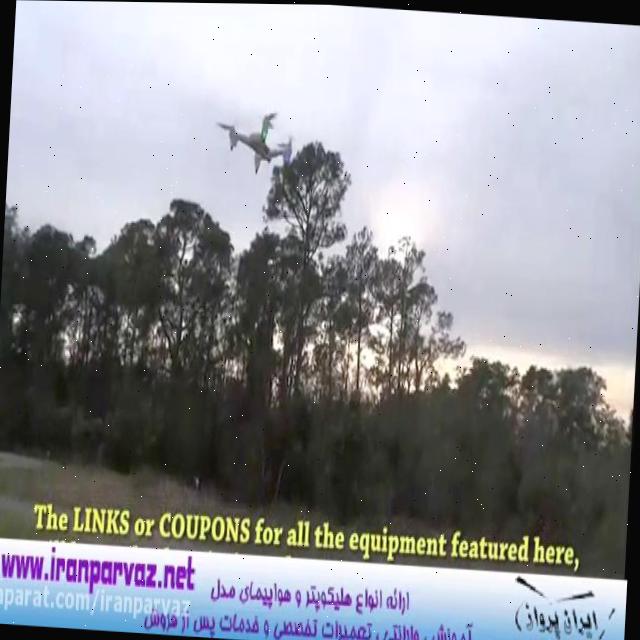 The LINKS or COUPONS for all the equipment featured here,
www.iranparvaz.net
ارائه انواع هلیکوپتر و هواپیمای مدل
aparat.com/iranparvaz
آموزش ، گارانتی ، تعمیرات تخصصی و خدمات پس از فروش
ایران پرواز